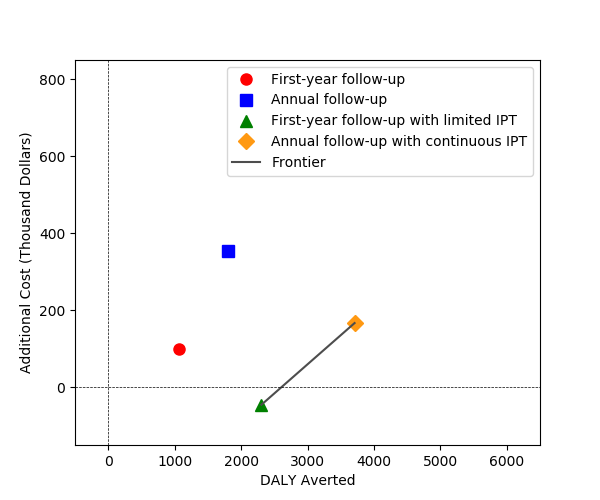 First-year follow-up
Annual follow-up
First-year follow-up with limited IPT
Annual follow-up with continuous IPT
Frontier
Additional Cost (Thousand Dollars)
800
600
400
200
0
0 1000 2000 3000 4000 5000 6000
DALY Averted